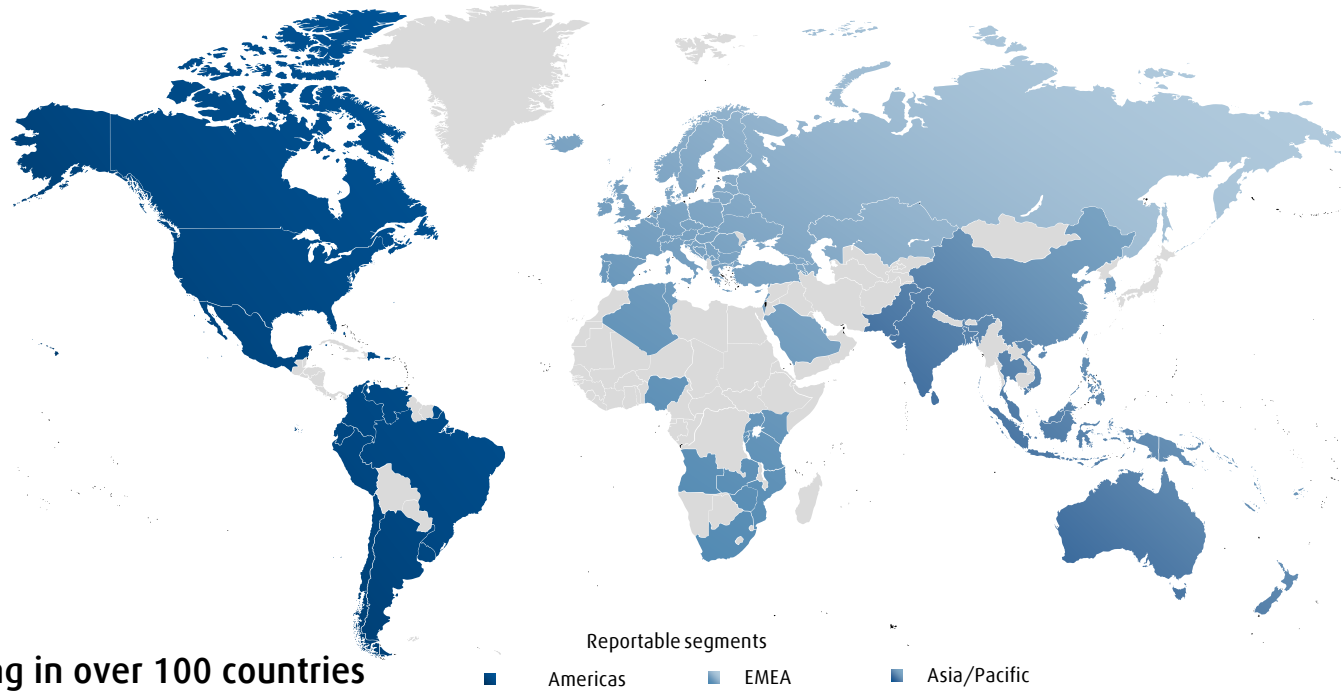 Reportable segments
g in over 100 countries
Americas
EMEA
Asia/Pacific